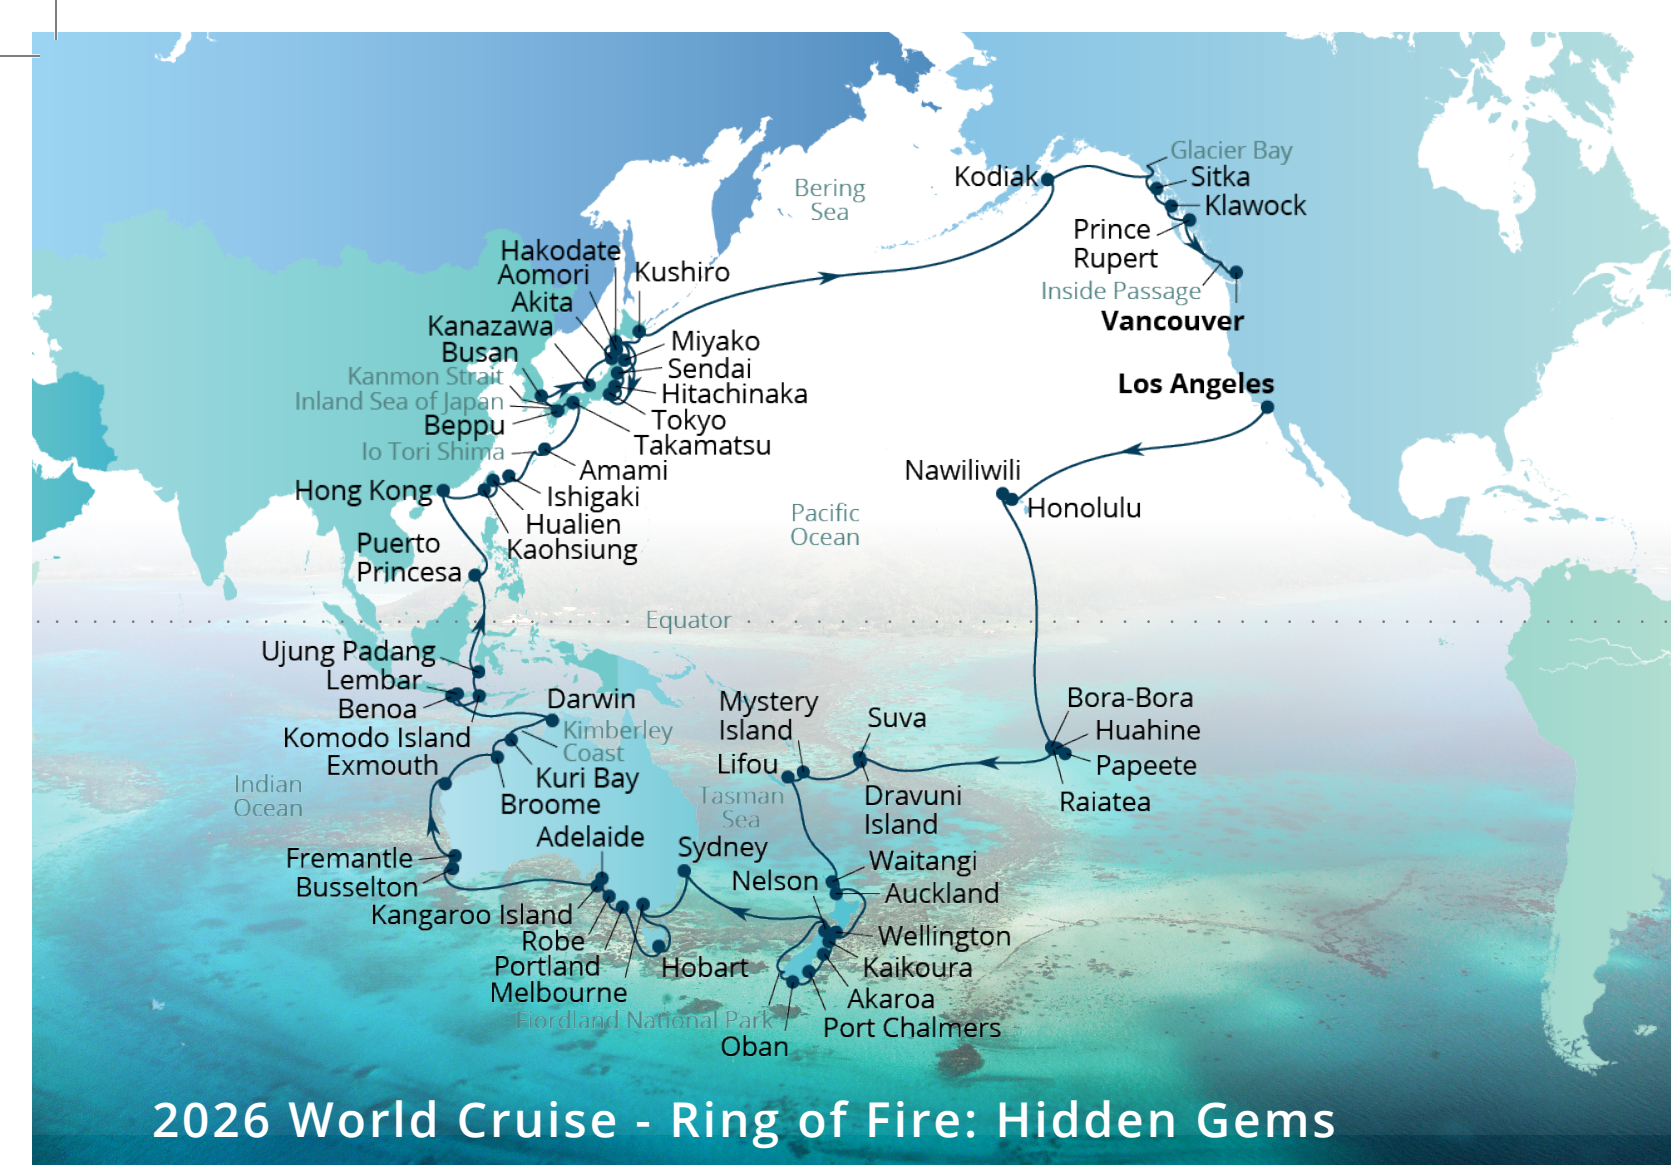 Glacier Bay
Kodiak
Sitka
Bering
Sea
Klawock
Prince
Rupert
Hakodate
Aomori
Kushiro
Akita
Inside Passage
Kanazawa
Vancouver
Busan
Miyako
Kanmon Strait
Sendai
Los Angeles
Inland Sea of Japan
Hitachinaka
Beppu
Tokyo
Io Tori Shima
Takamatsu
Amami
Nawiliwili
Hong Kong
Ishigaki
Honolulu
Hualien
Pacific
Ocean
Kaohsiung
Puerto
Princesa
Equator
Ujung Padang
Lembar
Benoa
Darwin
Mystery
Island
Bora-Bora
Suva
Huahine
Komodo Island
Kimberley
Coast
Exmouth
Lifou
Papeete
Kuri Bay
Indian
Ocean
Broome
Tasman
Sea
Dravuni
Island
Raiatea
Adelaide
Sydney
Fremantle
Waitangi
Busselton
Nelson
Auckland
Kangaroo Island
Robe
Wellington
Portland
Hobart
Kaikoura
Melbourne
Akaroa
Fiordland National Park
Port Chalmers
Oban
2026 World Cruise - Ring of Fire: Hidden Gems